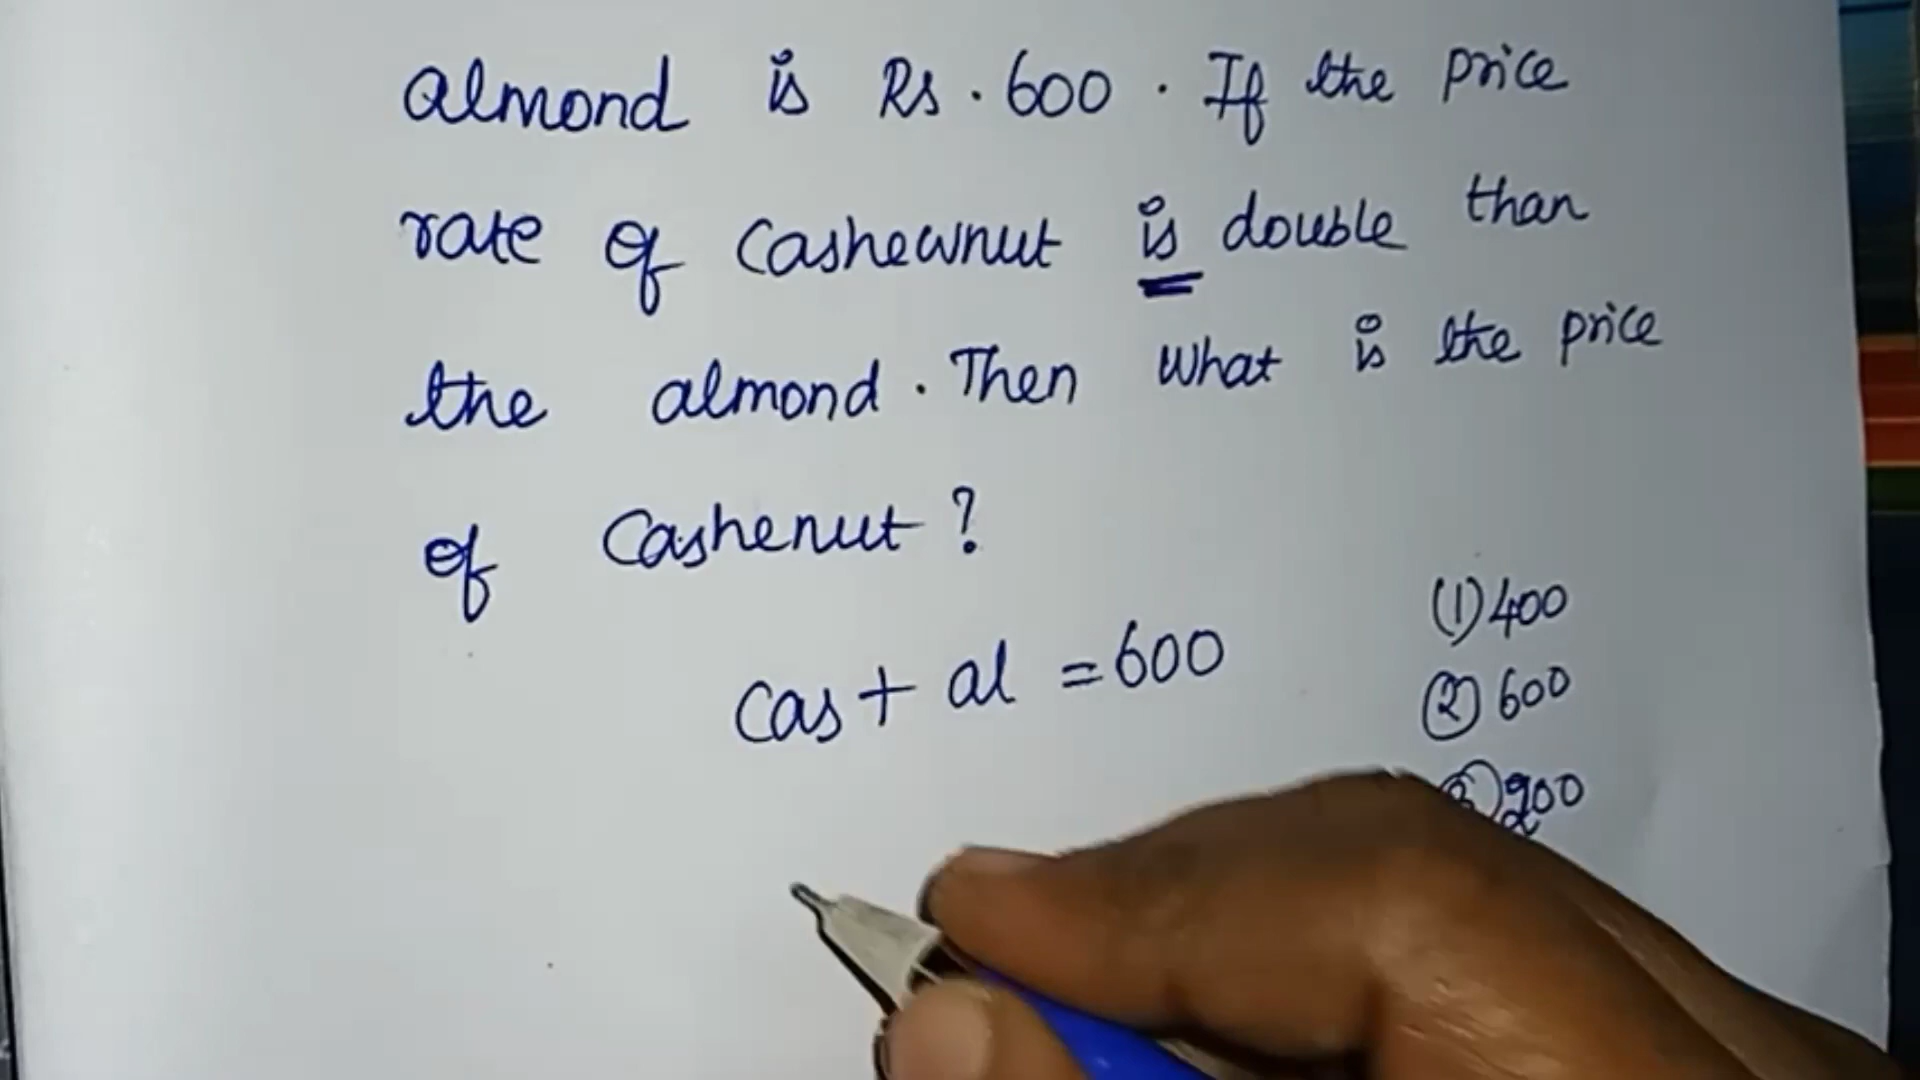 almond is Rs. 600. If the price
rate of Cashewnut is double than
the almond. Then what is the price
of Cashenut?
Cas + al = 600
(1) 400
(2) 600
200